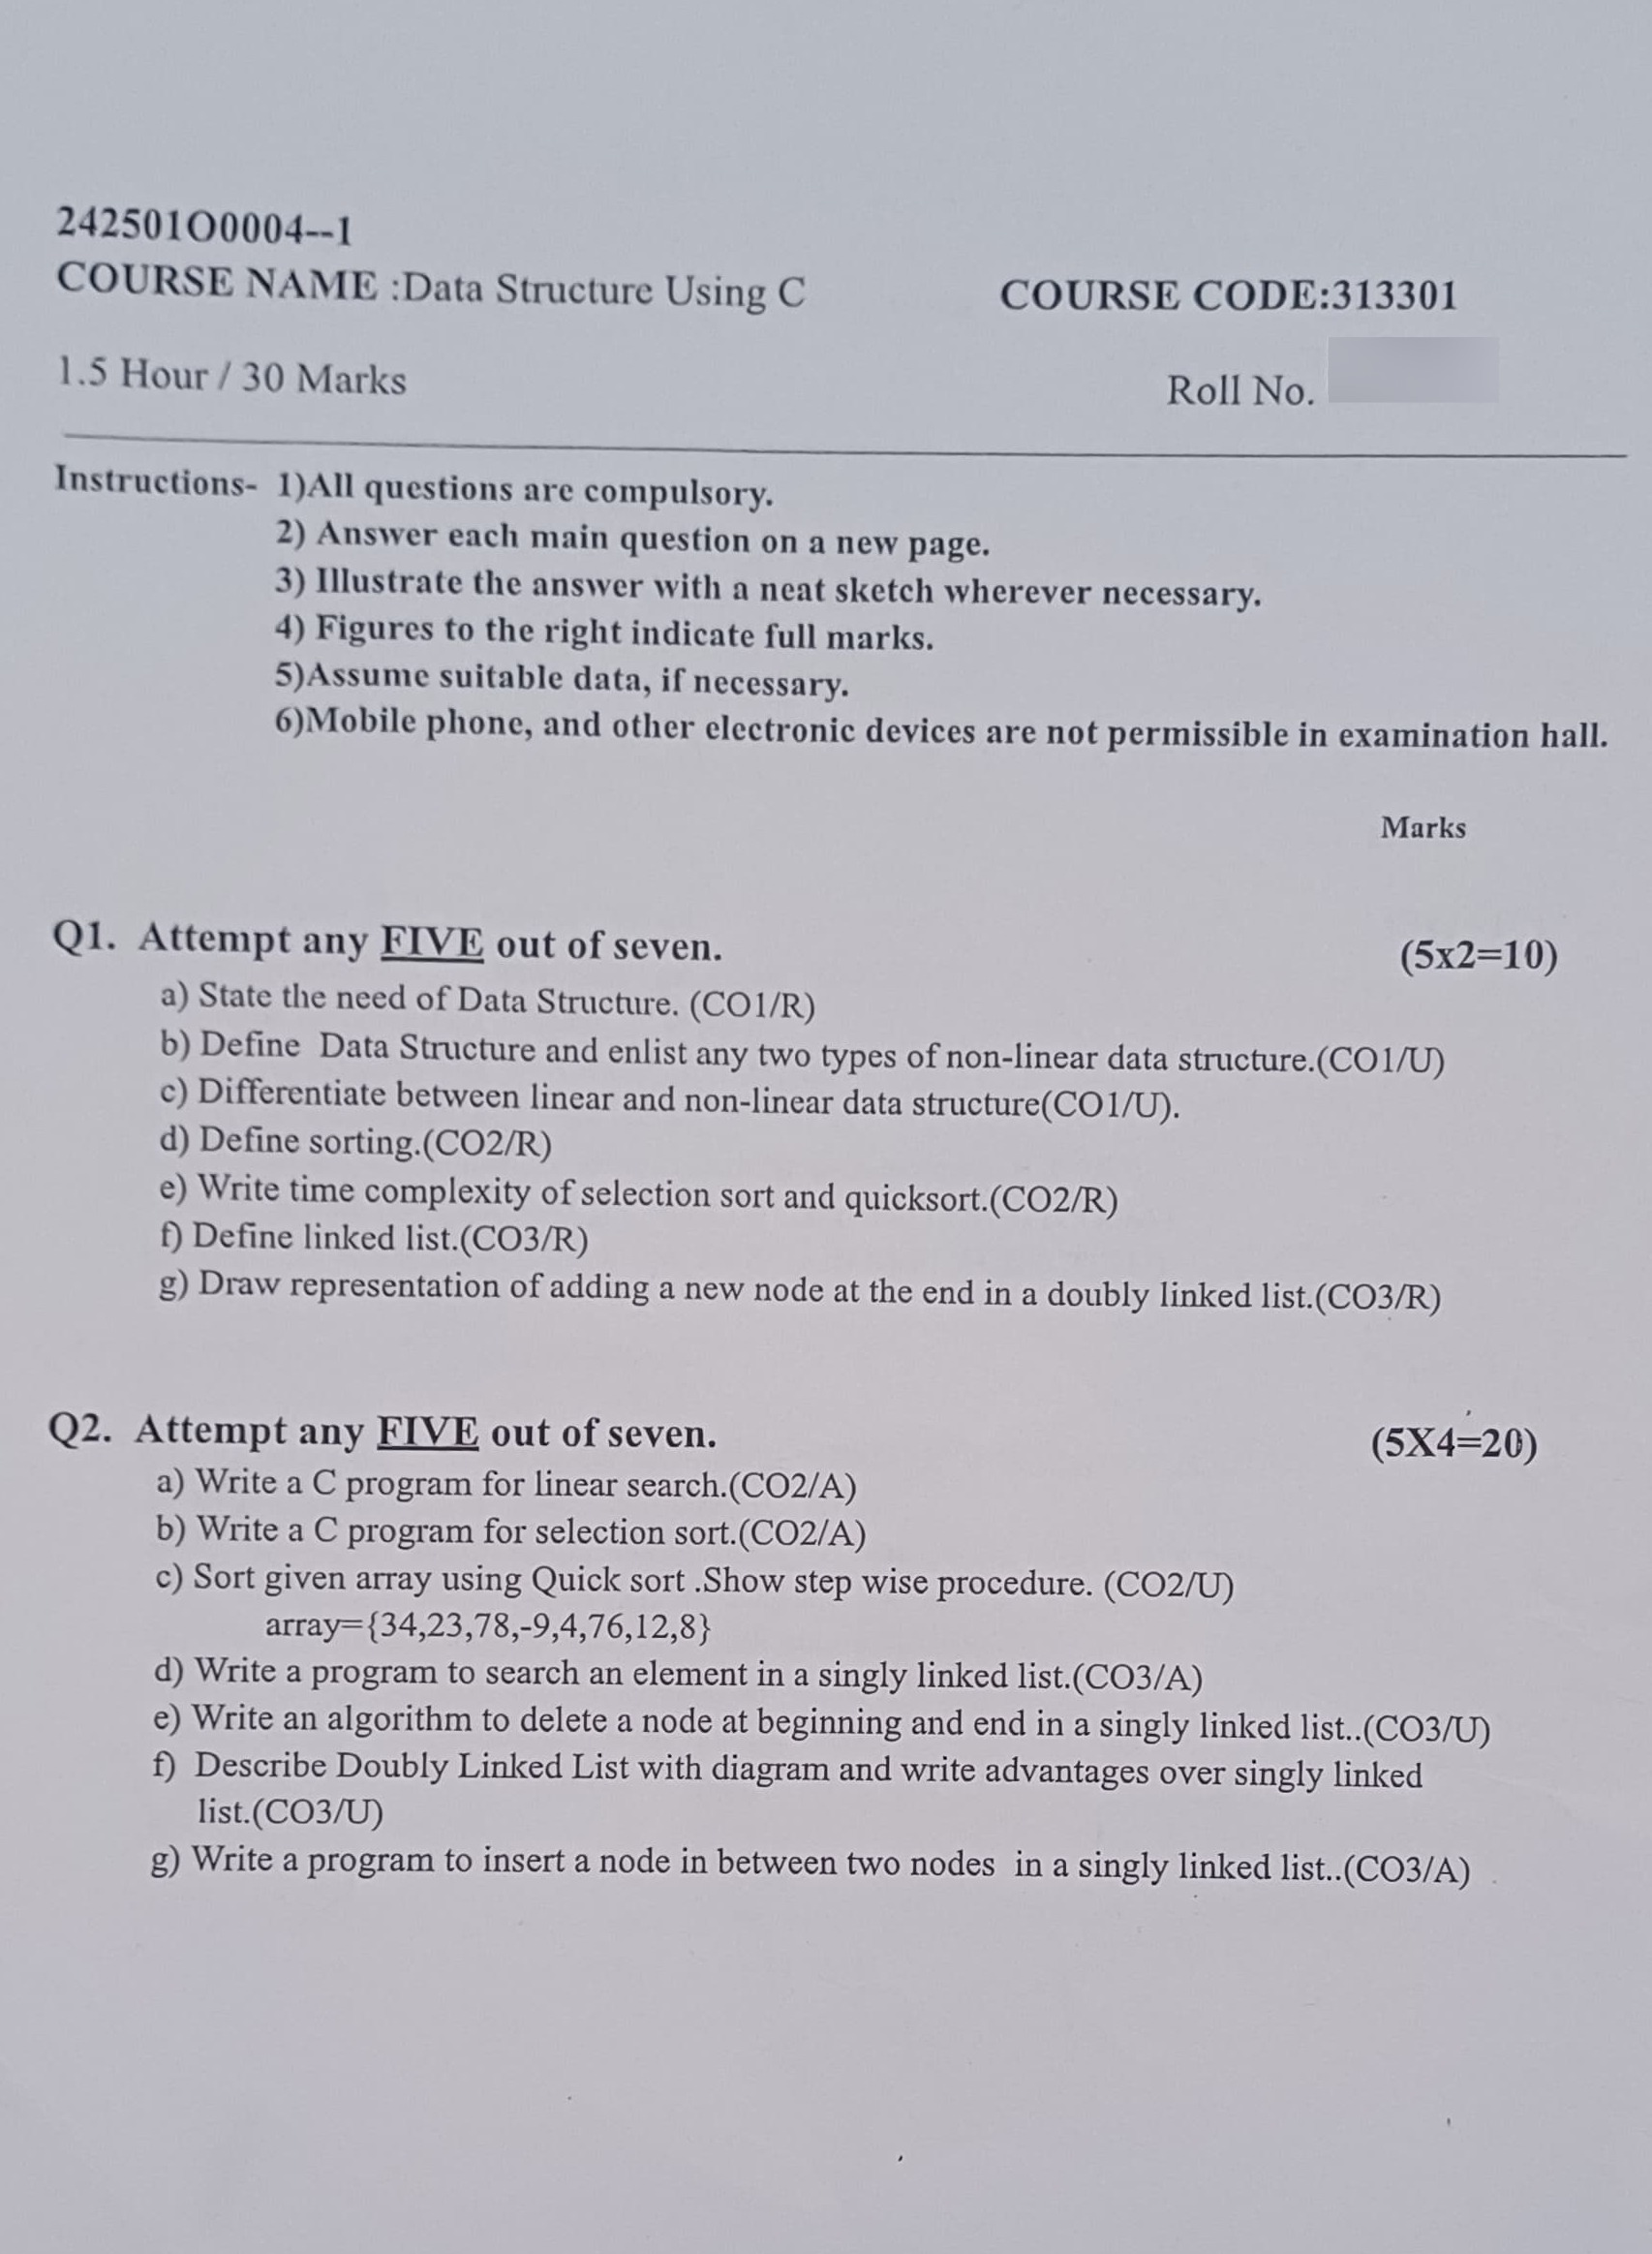 242501O0004--1
COURSE NAME :Data Structure Using C COURSE CODE:313301
1.5 Hour / 30 Marks Roll No.
Instructions- 1)All questions are compulsory.
2) Answer each main question on a new page.
3) Illustrate the answer with a neat sketch wherever necessary.
4) Figures to the right indicate full marks.
5)Assume suitable data, if necessary.
6)Mobile phone, and other electronic devices are not permissible in examination hall.
Marks
Q1. Attempt any FIVE out of seven. (5x2=10)
a) State the need of Data Structure. (CO1/R)
b) Define Data Structure and enlist any two types of non-linear data structure.(CO1/U)
c) Differentiate between linear and non-linear data structure(CO1/U).
d) Define sorting.(CO2/R)
e) Write time complexity of selection sort and quicksort.(CO2/R)
f) Define linked list.(CO3/R)
g) Draw representation of adding a new node at the end in a doubly linked list.(CO3/R)
Q2. Attempt any FIVE out of seven. (5X4=20)
a) Write a C program for linear search.(CO2/A)
b) Write a C program for selection sort.(CO2/A)
c) Sort given array using Quick sort .Show step wise procedure. (CO2/U)
array={34,23,78,-9,4,76,12,8}
d) Write a program to search an element in a singly linked list.(CO3/A)
e) Write an algorithm to delete a node at beginning and end in a singly linked list..(CO3/U)
f) Describe Doubly Linked List with diagram and write advantages over singly linked
list.(CO3/U)
g) Write a program to insert a node in between two nodes in a singly linked list..(CO3/A)